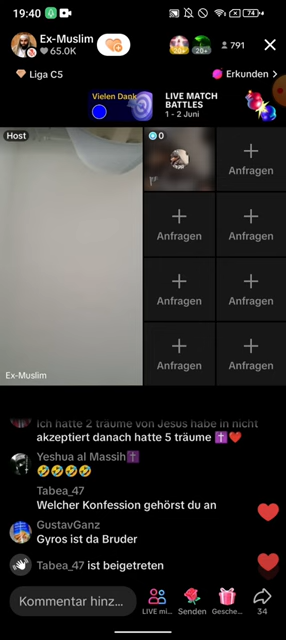 19:40
74
Ex-Muslim
65.0K
20+
20+
791
Liga C5
Erkunden >
Vielen Dank
LIVE MATCH
BATTLES
1 - 2 Juni
Host
0
Anfragen
Anfragen
Anfragen
Anfragen
Anfragen
Anfragen
Anfragen
Ex-Muslim
Ich hatte 2 träume von Jesus habe in nicht
akzeptiert danach hatte 5 träume ✝️❤️
Yeshua al Massih✝️
🤣🤣🤣🤣
Tabea_47
Welcher Konfession gehörst du an
GustavGanz
Gyros ist da Bruder
Tabea_47 ist beigetreten
Kommentar hinz...
LIVE mi...
Senden
Gesche...
34